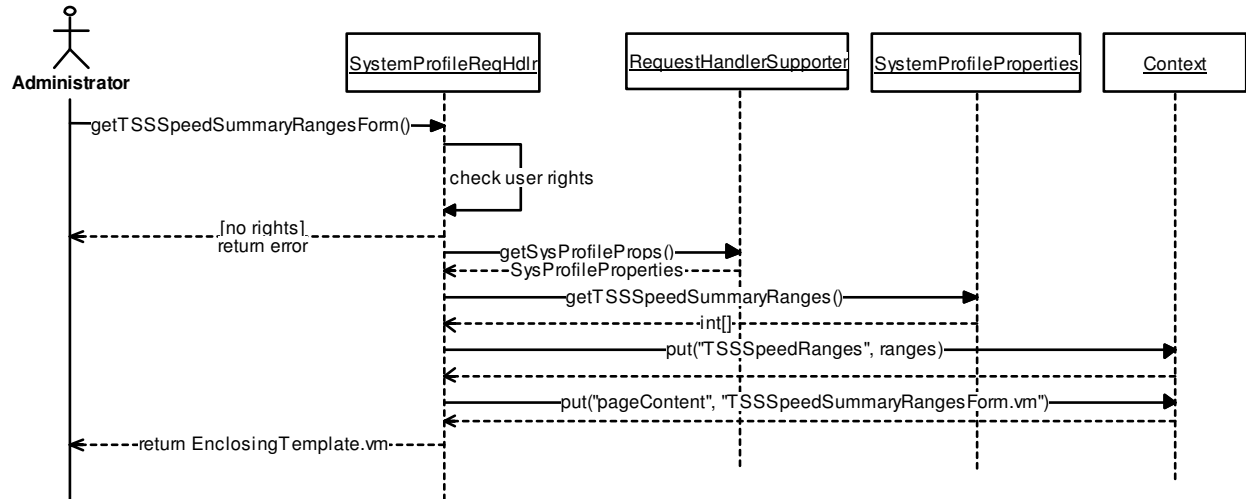 Administrator
SystemProfileReqHdlr
RequestHandlerSupporter
SystemProfileProperties
Context
getTSSSpeedSummaryRangesForm()
check user rights
[no rights]
return error
getSysProfileProps()
SysProfileProperties
getTSSSpeedSummaryRanges()
int[]
put("TSSSpeedRanges", ranges)
put("pageContent", "TSSSpeedSummaryRangesForm.vm")
return EnclosingTemplate.vm